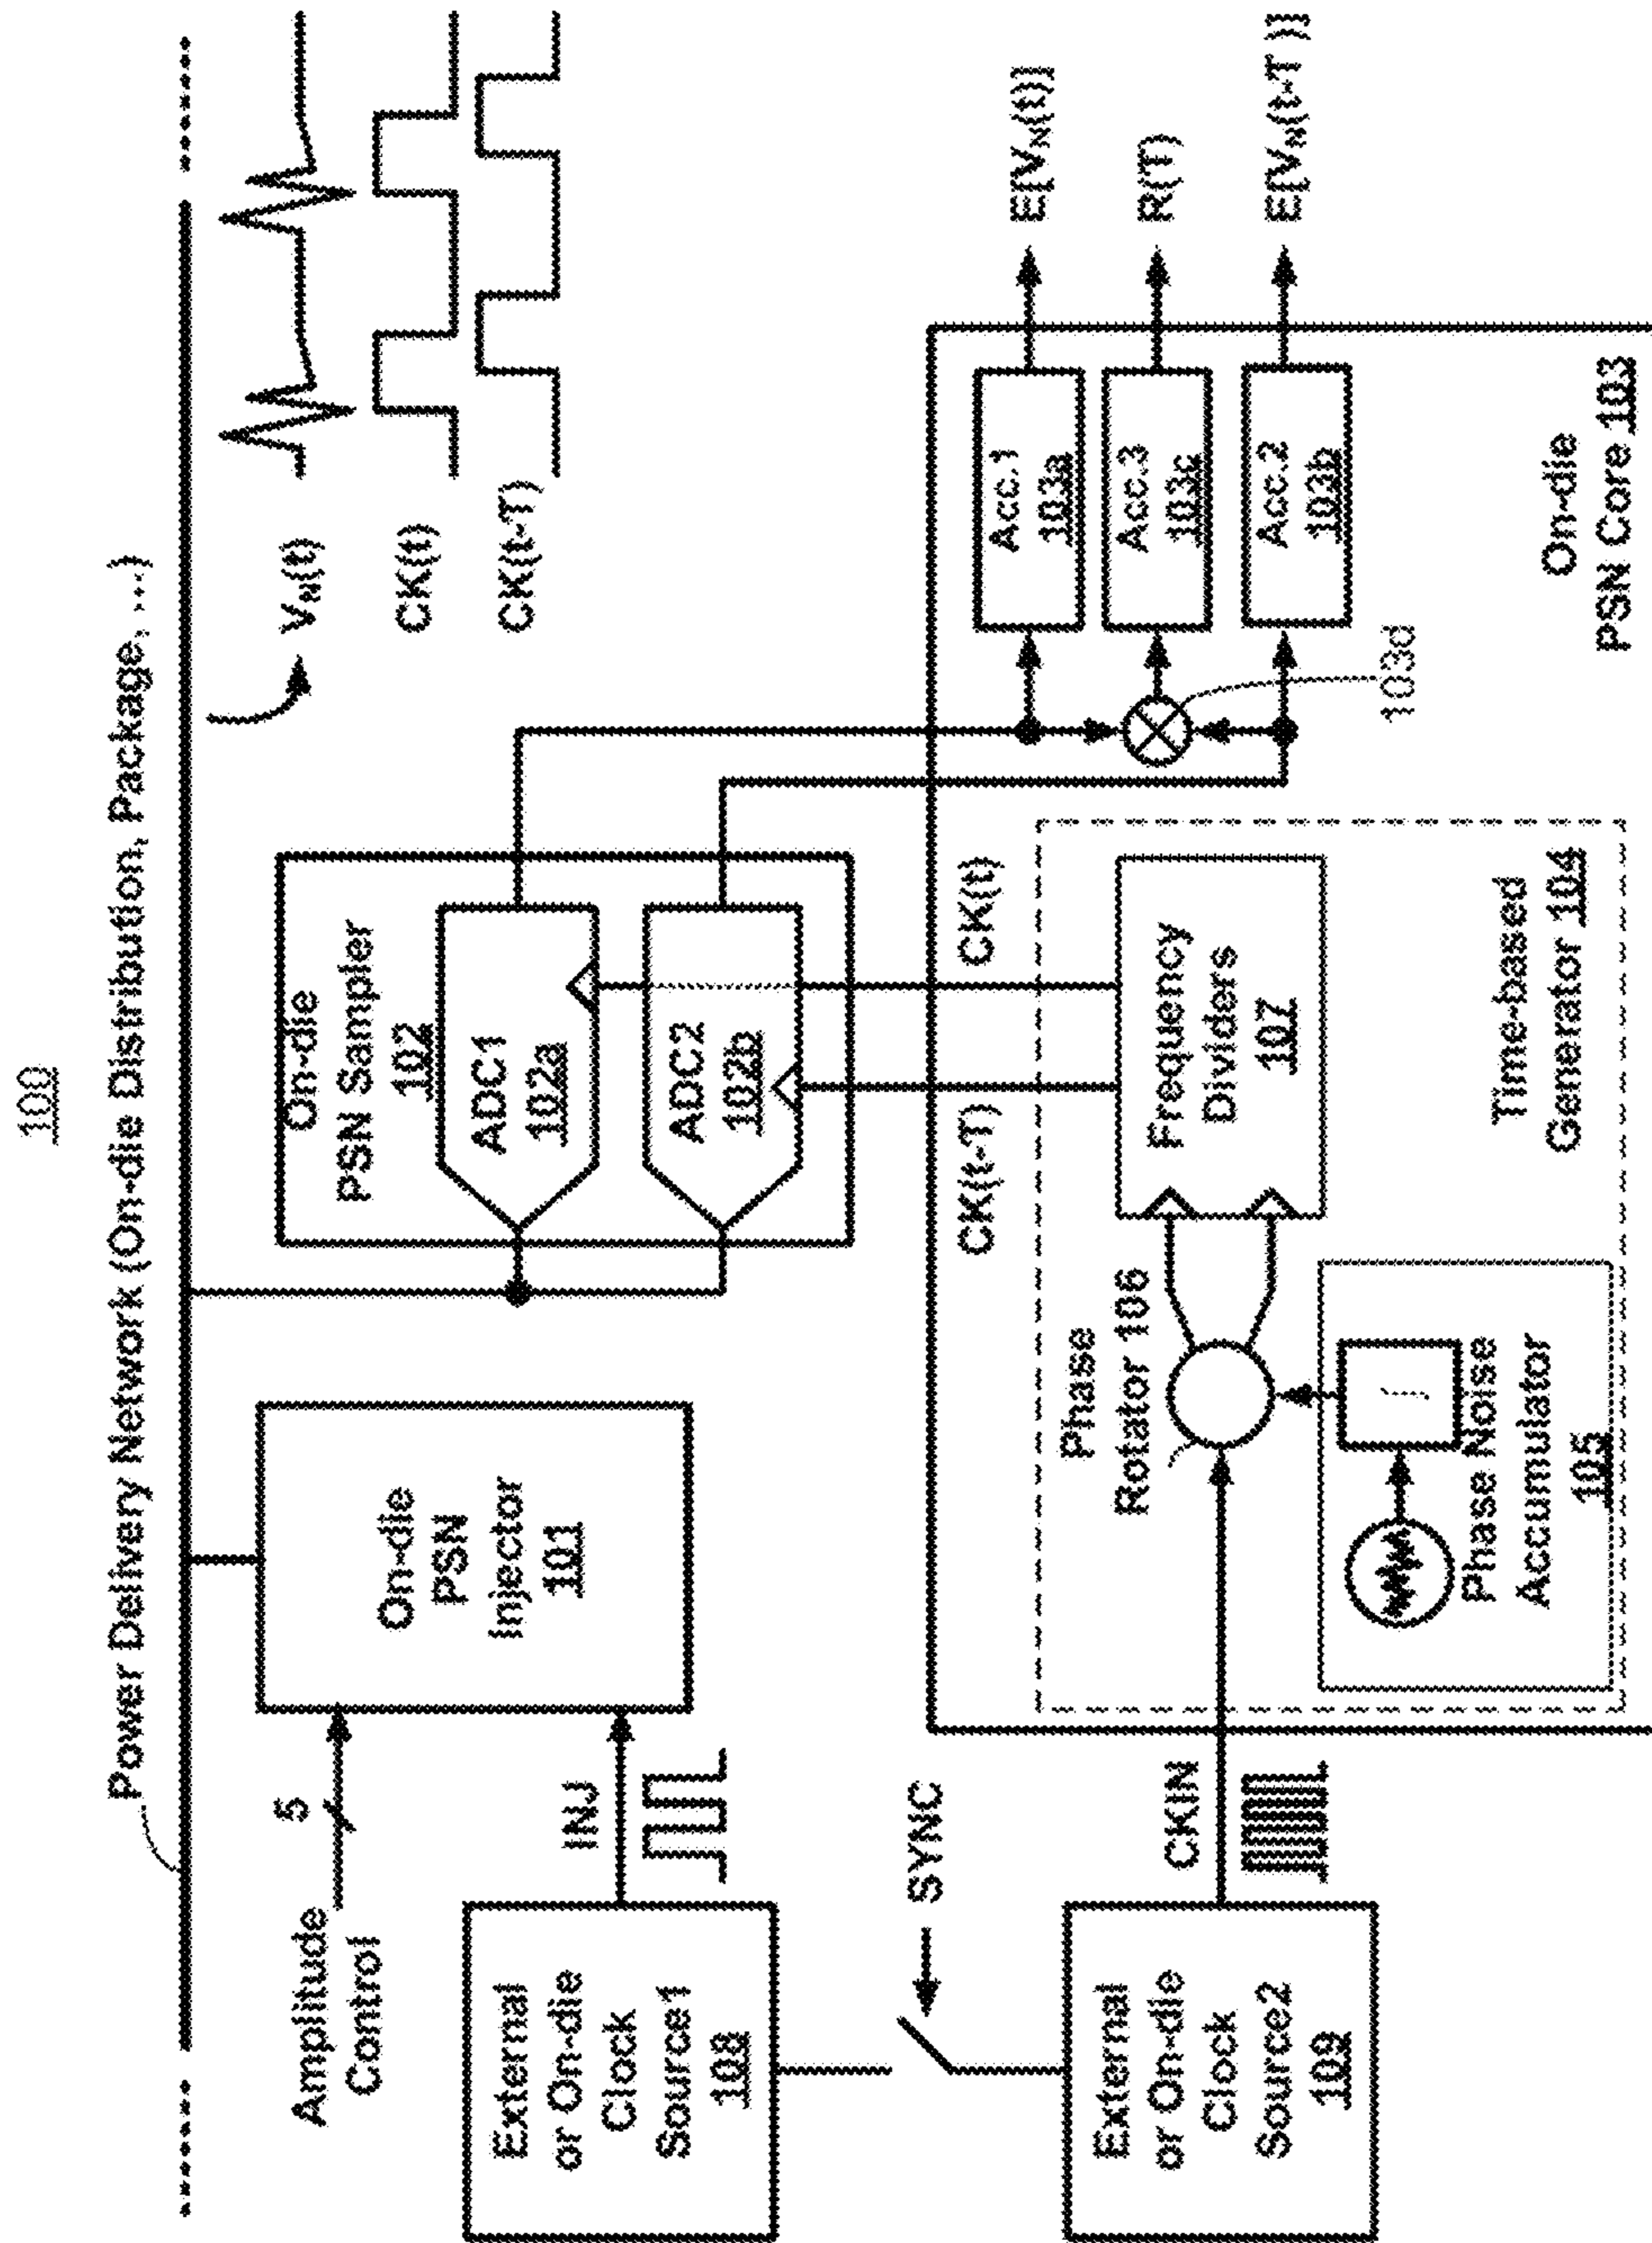 100
Power Delivery Network (On-die Distribution, Package, ...)
Amplitude
Control
5
On-die
PSN
Injector
101
External
or On-die
Clock
Source1
108
INJ
SYNC
External
or On-die
Clock
Source2
109
CKIN
On-die
PSN Sampler
102
ADC1
102a
ADC2
102b
VN(t)
CK(t)
CK(t-T)
CK(t-T)
CK(t)
Phase
Rotator 106
Frequency
Dividers
107
∫
Phase Noise
Accumulator
105
Time-based
Generator 104
103d
Acc.1
103a
Acc.3
103c
Acc.2
103b
On-die
PSN Core 103
E[VN(t)]
R(T)
E[VN(t-T )]